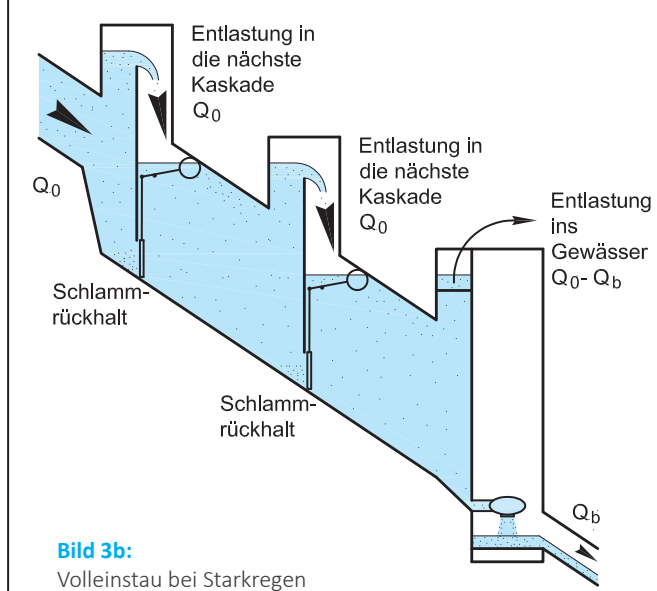 Entlastung in
die nächste
Kaskade
Q0
Entlastung in
die nächste
Kaskade
Q0
Entlastung
ins
Gewässer
Q0- Qb
Q0
Schlamm-
rückhalt
Schlamm-
rückhalt
Qb
Bild 3b:
Volleinstau bei Starkregen